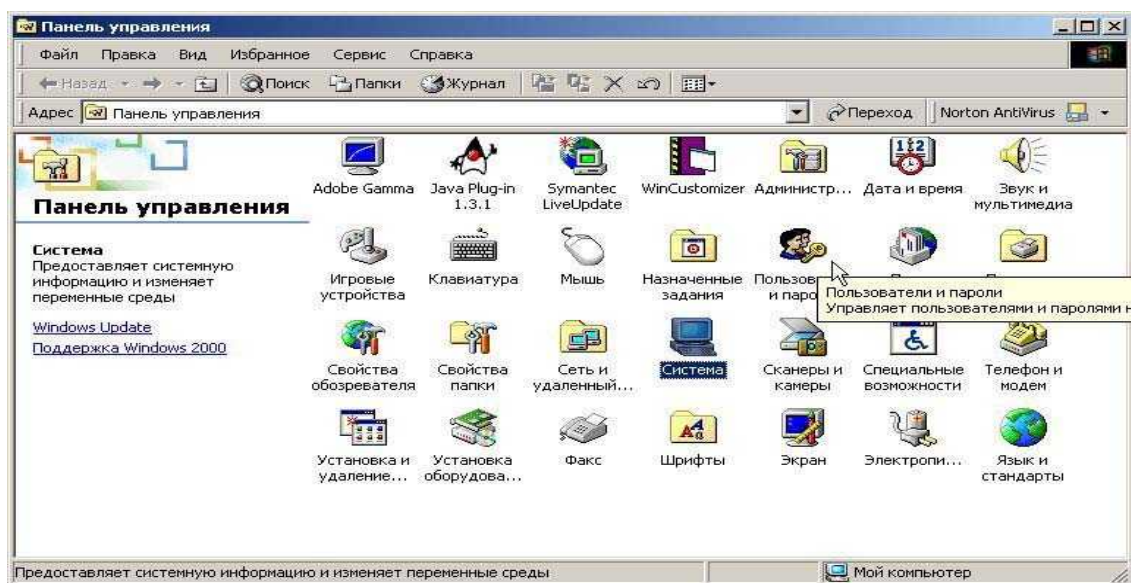 Панель управления
Файл Правка Вид Избранное Сервис Справка
Назад Поиск Папки Журнал
Адрес Панель управления Переход Norton AntiVirus
Панель управления
Система
Предоставляет системную
информацию и изменяет
переменные среды
Windows Update
Поддержка Windows 2000
Adobe Gamma
Java Plug-in
1.3.1
Symantec
LiveUpdate
WinCustomizer
Администр...
Дата и время
Звук и
мультимедиа
Игровые
устройства
Клавиатура
Мышь
Назначенные
задания
Пользов
и паро
Пользователи и пароли
Управляет пользователями и паролями н
Свойства
обозревателя
Свойства
папки
Сеть и
удаленный...
Система
Сканеры и
камеры
Специальные
возможности
Телефон и
модем
Установка и
удаление...
Установка
оборудова...
Факс
Шрифты
Экран
Электропи...
Язык и
стандарты
Предоставляет системную информацию и изменяет переменные среды
Мой компьютер